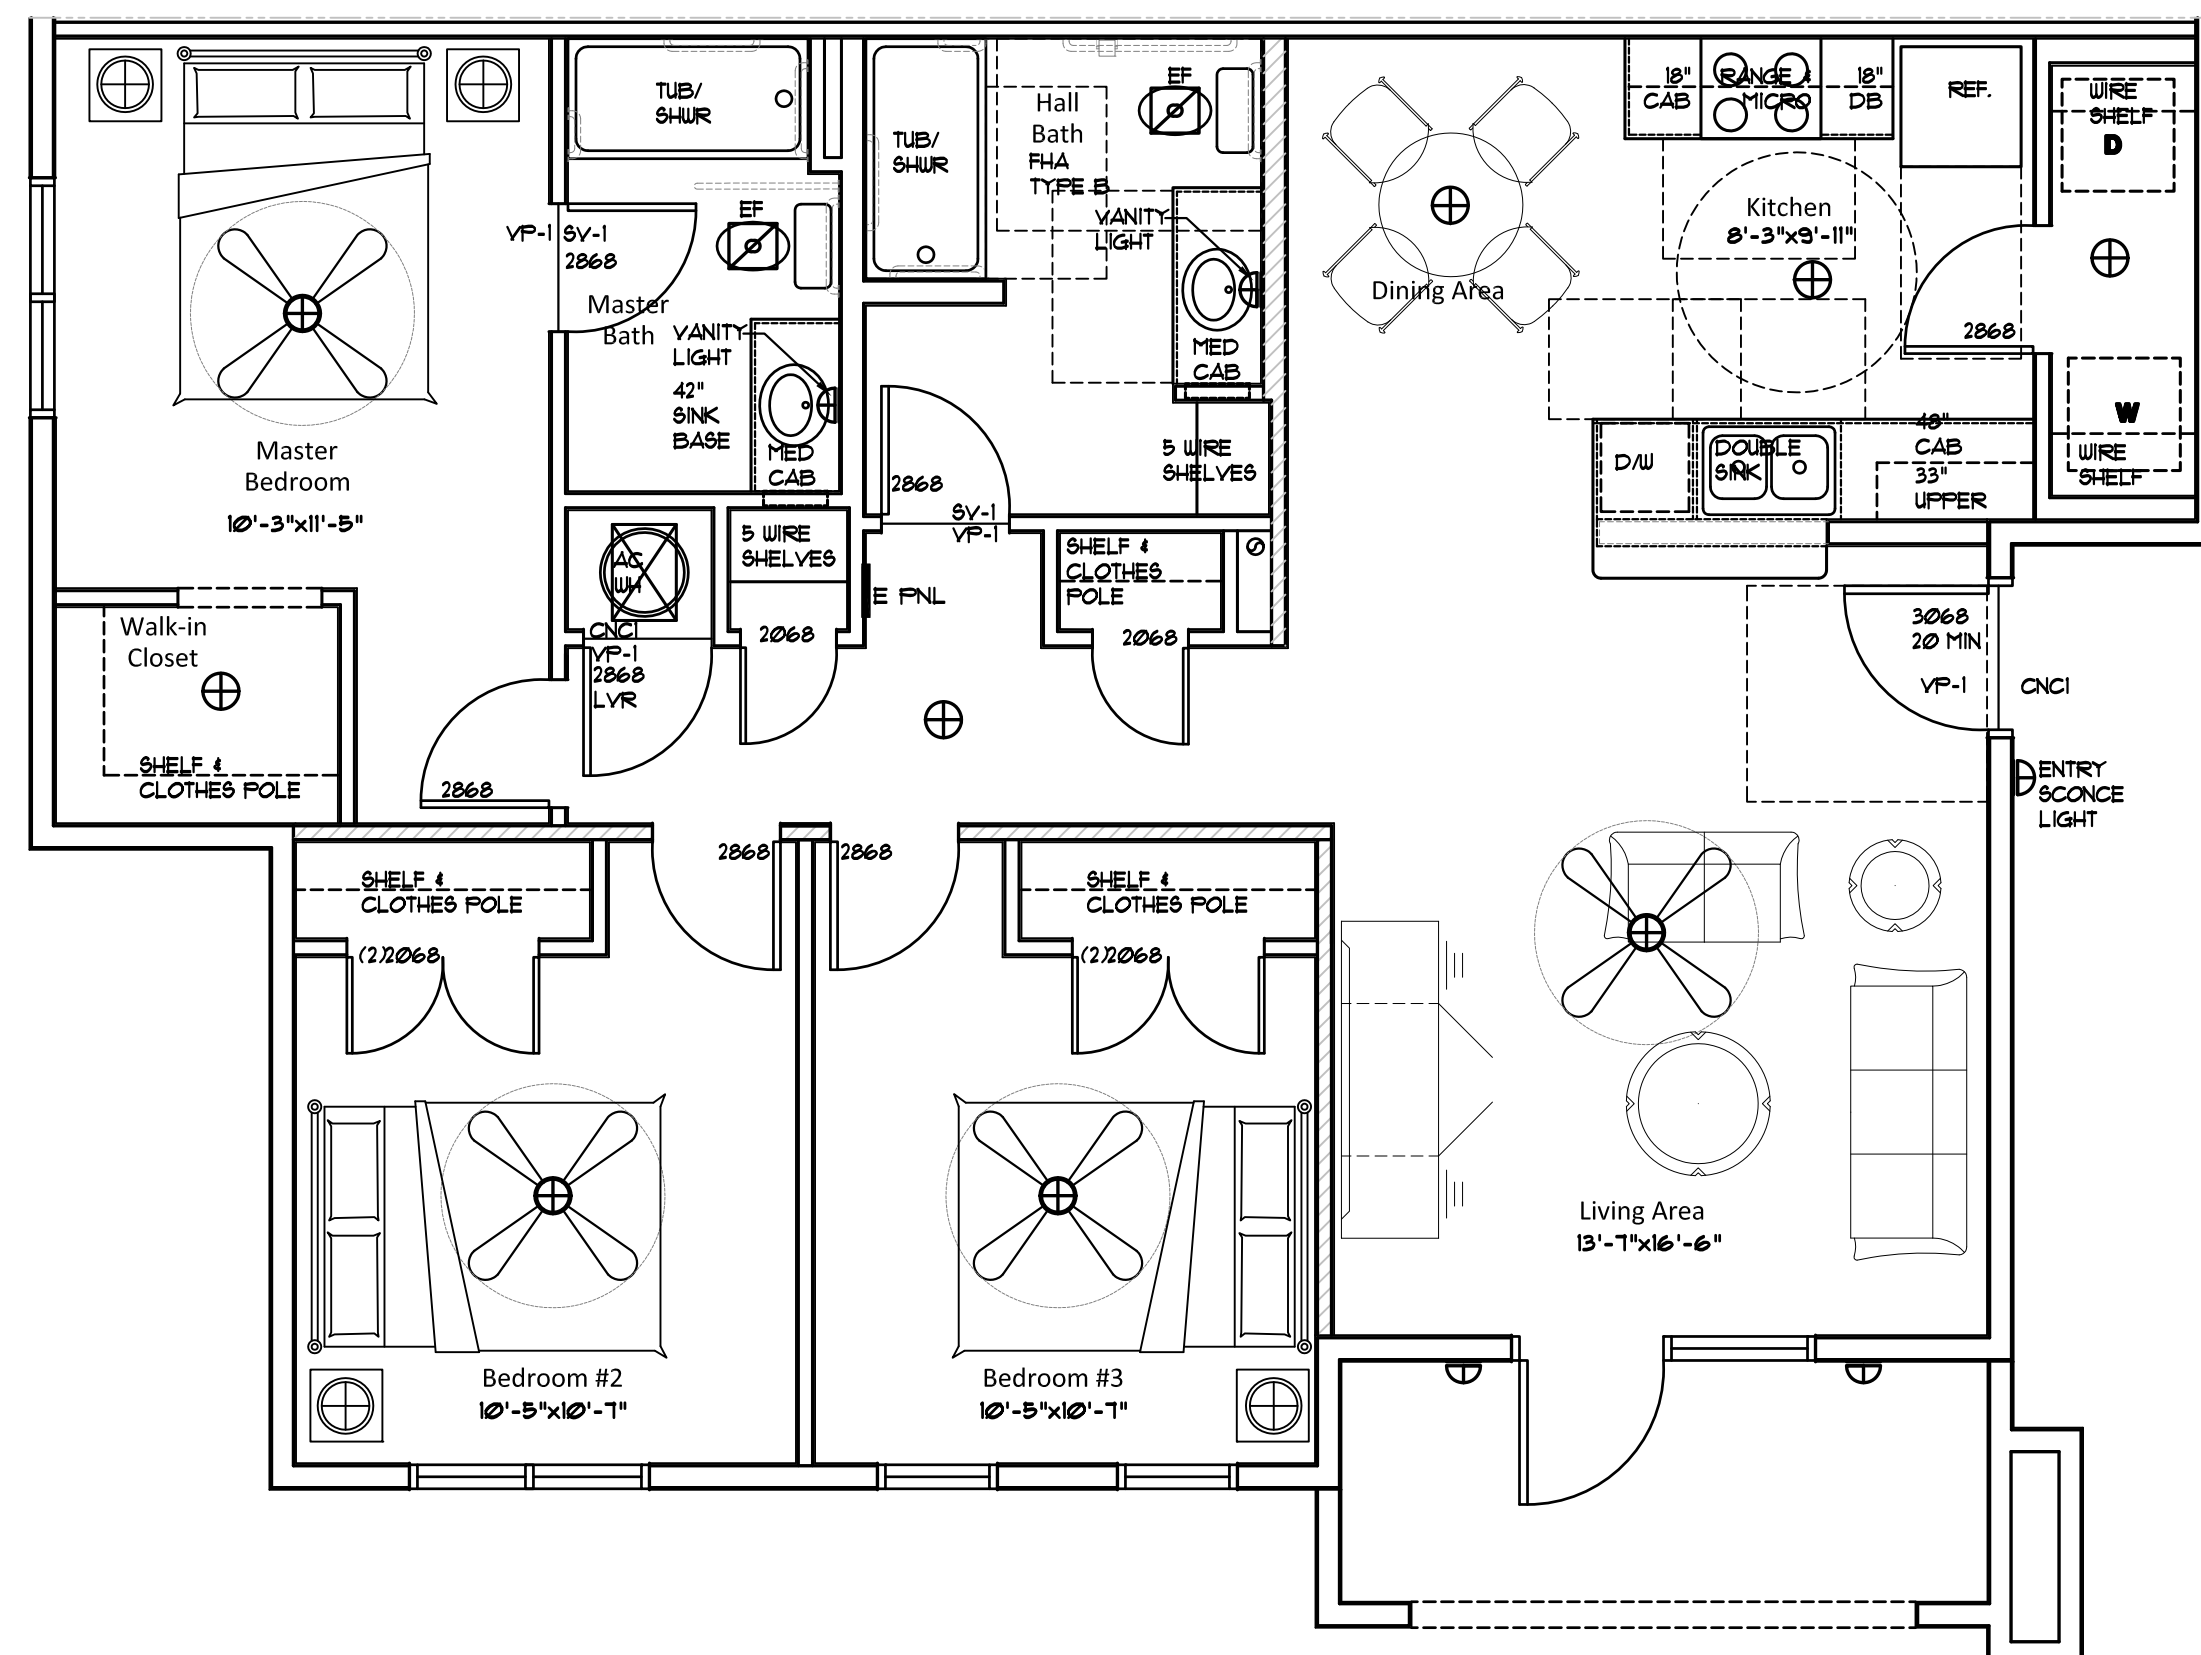 TUB/
SHWR
EF
VP-1
SV-1
2868
Master
Bath
VANITY
LIGHT
42"
SINK
BASE
MED
CAB
Master
Bedroom
10'-3"x11'-5"
TUB/
SHWR
Hall
Bath
FHA
TYPE B
EF
VANITY
LIGHT
MED
CAB
5 WIRE
SHELVES
2868
SV-1
VP-1
Dining Area
18"
CAB
RANGE &
MICRO
18"
DB
REF.
Kitchen
8'-3"x9'-11"
WIRE
SHELF
D
2868
W
WIRE
SHELF
D/W
DOUBLE
SINK
48"
CAB
33"
UPPER
AC
WH
CNC1
VP-1
2868
LVR
5 WIRE
SHELVES
2068
E PNL
SHELF &
CLOTHES
POLE
2068
S
3068
20 MIN
VP-1
CNC1
ENTRY
SCONCE
LIGHT
Walk-in
Closet
SHELF &
CLOTHES POLE
2868
2868
2868
SHELF &
CLOTHES POLE
(2)2068
SHELF &
CLOTHES POLE
(2)2068
Living Area
13'-7"x16'-6"
Bedroom #2
10'-5"x10'-7"
Bedroom #3
10'-5"x10'-7"